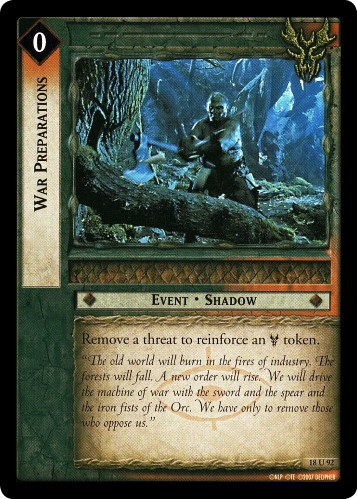 0
WAR PREPARATIONS
EVENT • SHADOW
Remove a threat to reinforce an token.
"The old world will burn in the fires of industry. The
forests will fall. A new order will rise. We will drive
the machine of war with the sword and the spear and
the iron fists of the Orc. We have only to remove those
who oppose us."
18 U 92
©NLP ™TE ©2007 DECIPHER